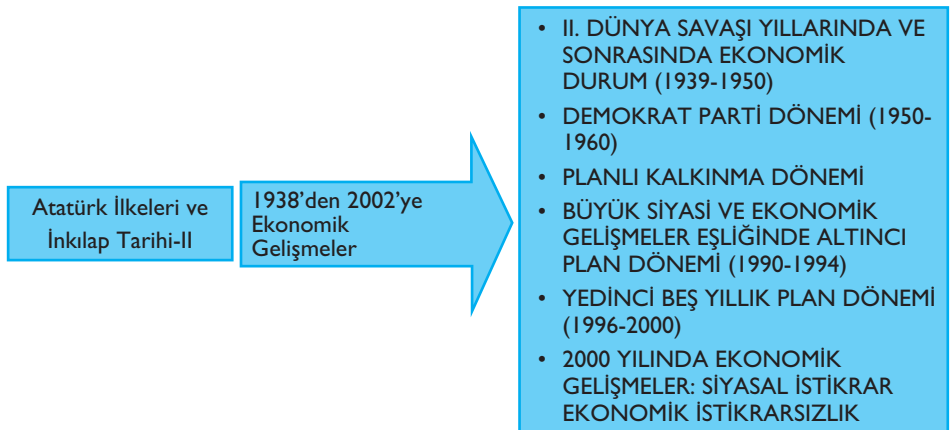 Atatürk İlkeleri ve
İnkılap Tarihi-II
1938’den 2002’ye
Ekonomik
Gelişmeler
• II. DÜNYA SAVAŞI YILLARINDA VE
SONRASINDA EKONOMİK
DURUM (1939-1950)
• DEMOKRAT PARTİ DÖNEMİ (1950-
1960)
• PLANLI KALKINMA DÖNEMİ
• BÜYÜK SİYASİ VE EKONOMİK
GELİŞMELER EŞLİĞİNDE ALTINCI
PLAN DÖNEMİ (1990-1994)
• YEDİNCİ BEŞ YILLIK PLAN DÖNEMİ
(1996-2000)
• 2000 YILINDA EKONOMİK
GELİŞMELER: SİYASAL İSTİKRAR
EKONOMİK İSTİKRARSIZLIK